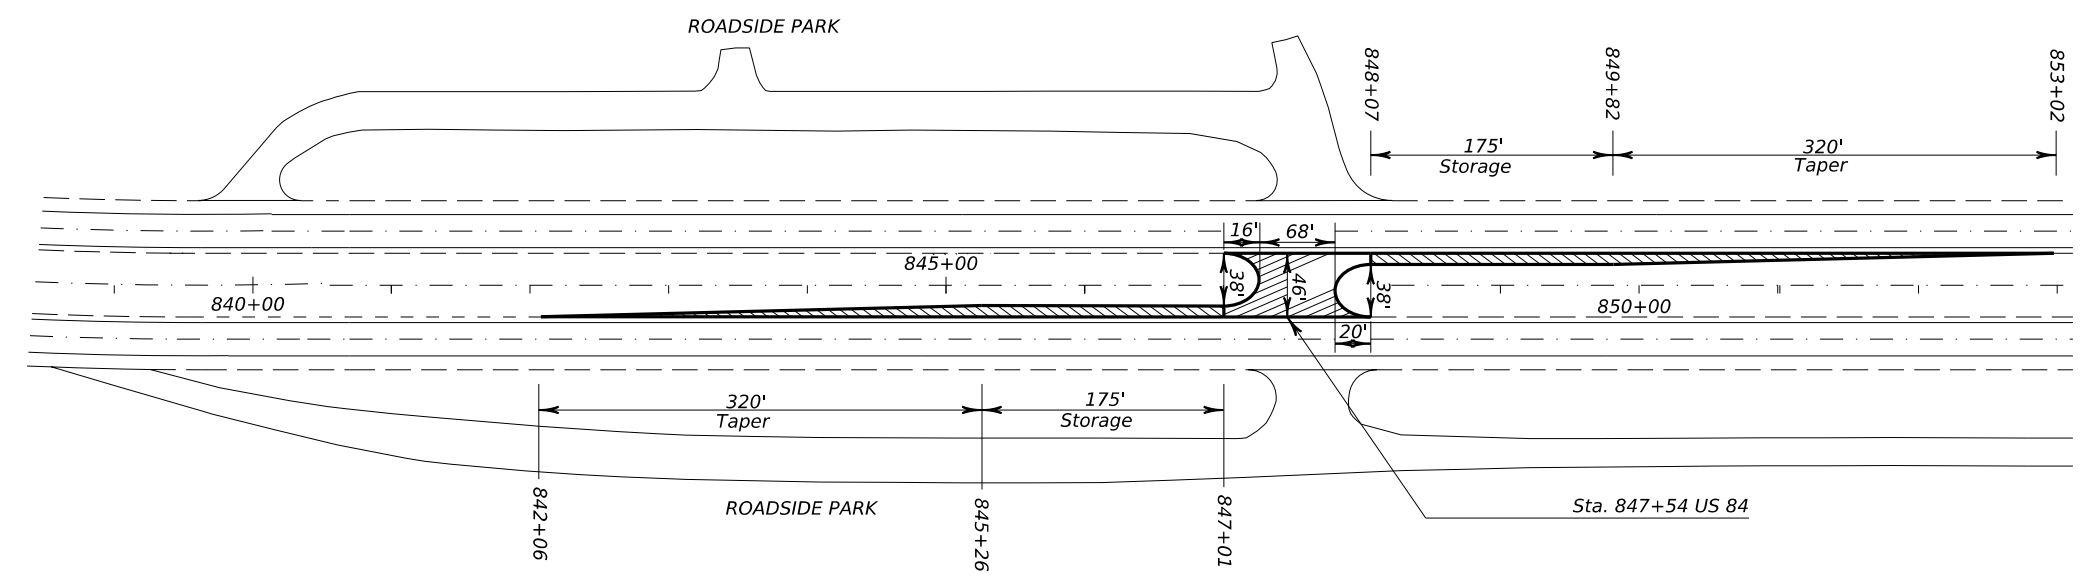 ROADSIDE PARK
848+07
849+82
853+02
175'
Storage
320'
Taper
16'
68'
845+00
38'
46'
38'
840+00
850+00
20'
320'
Taper
175'
Storage
842+06
845+26
847+01
ROADSIDE PARK
Sta. 847+54 US 84